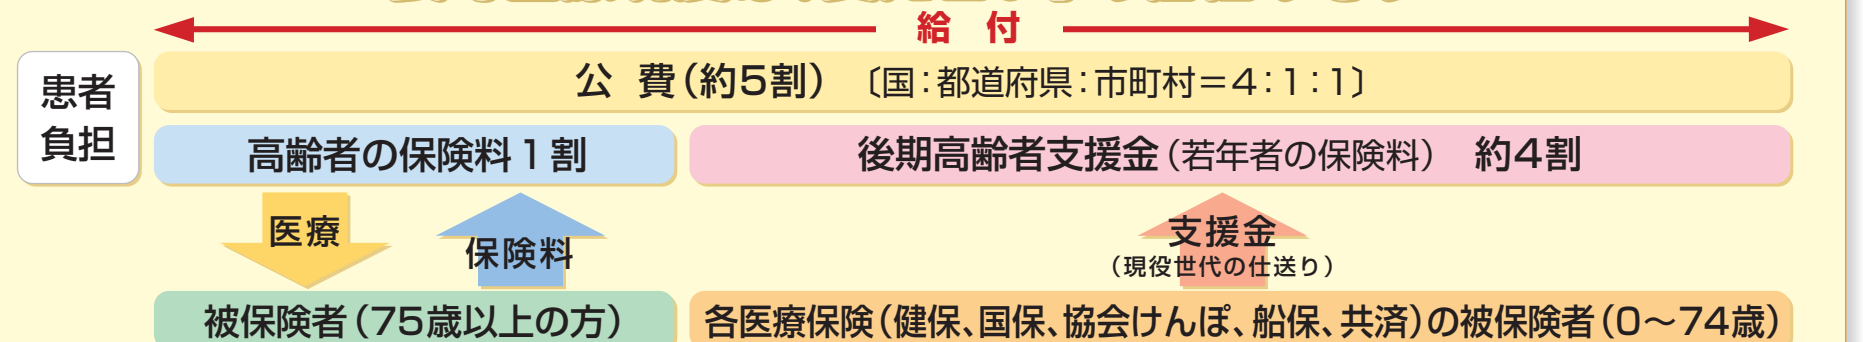 給 付
患者
負担
公 費（約5割）〔国：都道府県：市町村＝4：1：1〕
高齢者の保険料1割
後期高齢者支援金（若年者の保険料） 約4割
医療
保険料
支援金
（現役世代の仕送り）
被保険者（75歳以上の方）
各医療保険（健保、国保、協会けんぽ、船保、共済）の被保険者（0～74歳）